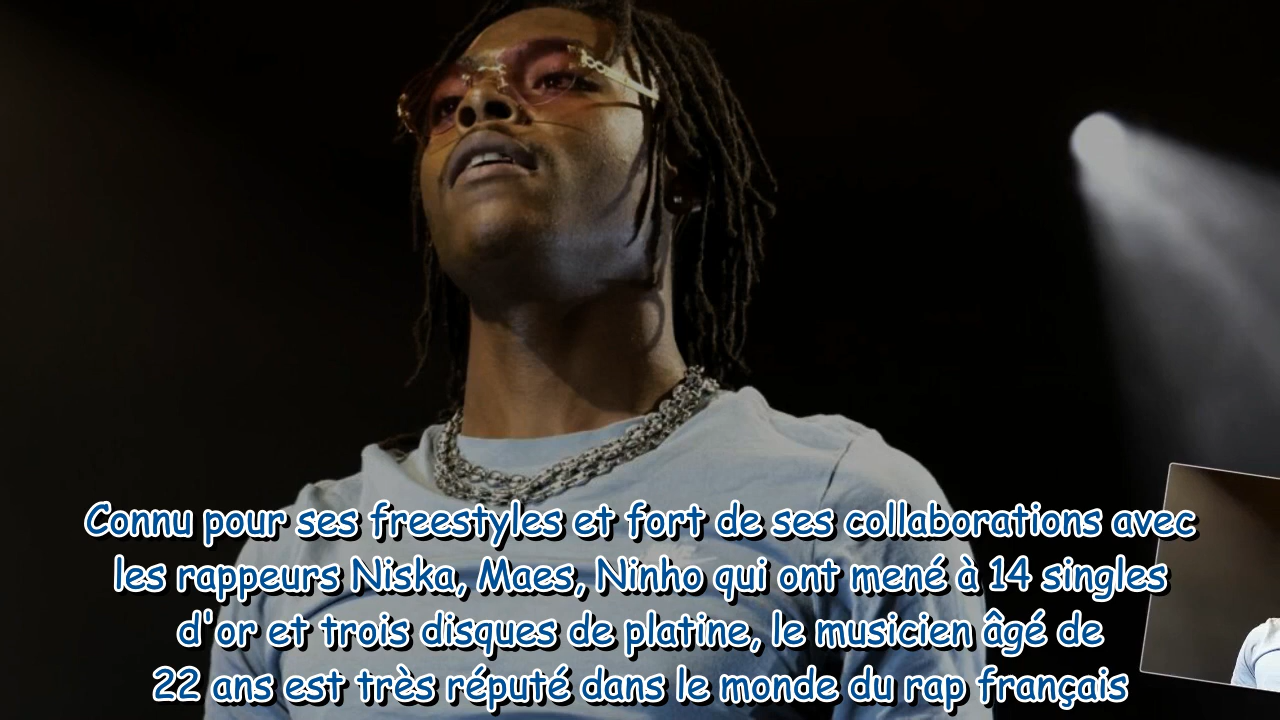 Connu pour ses freestyles et fort de ses collaborations avec
les rappeurs Niska, Maes, Ninho qui ont mené à 14 singles
d'or et trois disques de platine, le musicien âgé de
22 ans est très réputé dans le monde du rap français